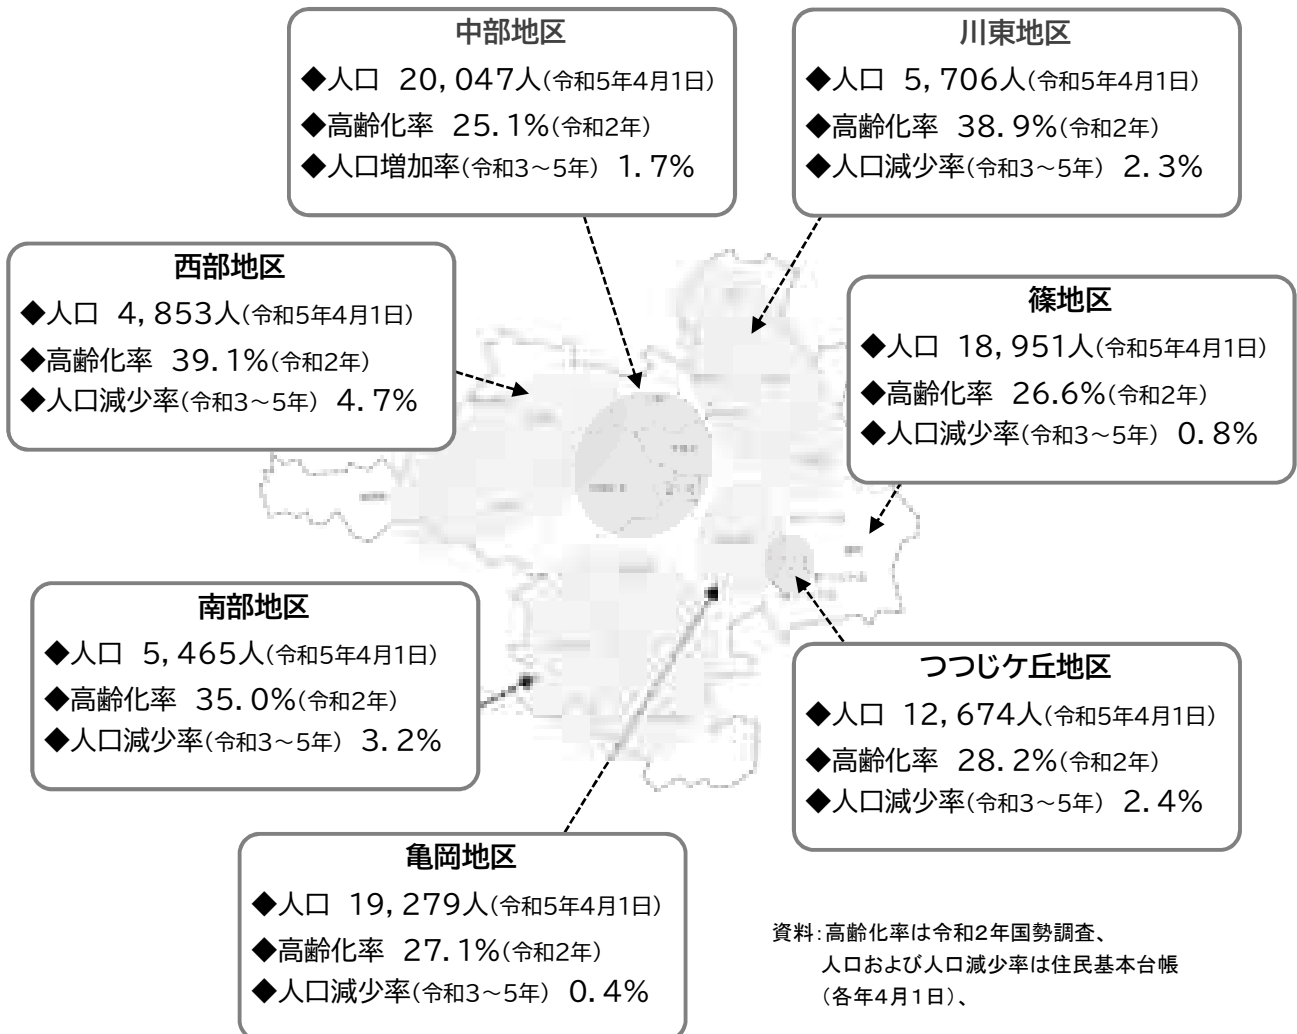 中部地区
◆人口 20,047人(令和5年4月1日)
◆高齢化率 25.1%(令和2年)
◆人口増加率(令和3～5年) 1.7%
川東地区
◆人口 5,706人(令和5年4月1日)
◆高齢化率 38.9%(令和2年)
◆人口減少率(令和3～5年) 2.3%
西部地区
◆人口 4,853人(令和5年4月1日)
◆高齢化率 39.1%(令和2年)
◆人口減少率(令和3～5年) 4.7%
篠地区
◆人口 18,951人(令和5年4月1日)
◆高齢化率 26.6%(令和2年)
◆人口減少率(令和3～5年) 0.8%
南部地区
◆人口 5,465人(令和5年4月1日)
◆高齢化率 35.0%(令和2年)
◆人口減少率(令和3～5年) 3.2%
つつじケ丘地区
◆人口 12,674人(令和5年4月1日)
◆高齢化率 28.2%(令和2年)
◆人口減少率(令和3～5年) 2.4%
亀岡地区
◆人口 19,279人(令和5年4月1日)
◆高齢化率 27.1%(令和2年)
◆人口減少率(令和3～5年) 0.4%
資料:高齢化率は令和2年国勢調査、
人口および人口減少率は住民基本台帳
(各年4月1日)、